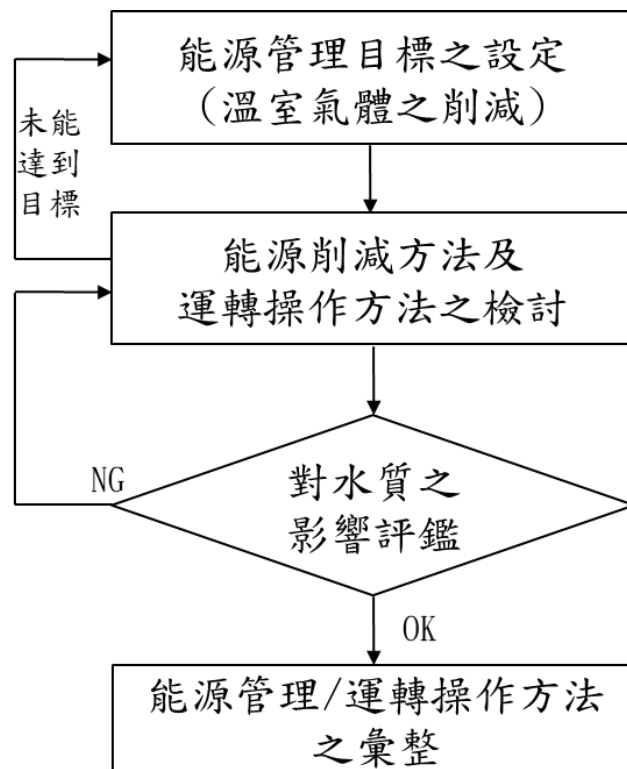 能源管理目標之設定
(溫室氣體之削減)
未能
達到
目標
能源削減方法及
運轉操作方法之檢討
NG
對水質之
影響評鑑
OK
能源管理/運轉操作方法
之彙整